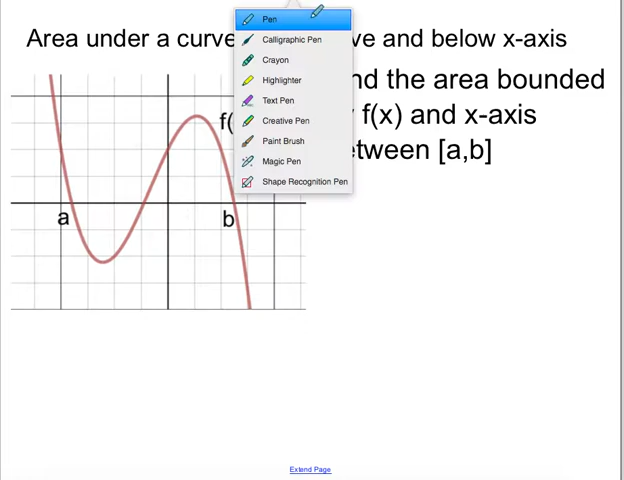 Pen
Area under a curve ve and below x-axis
Calligraphic Pen
Crayon
Highlighter nd the area bounded
Text Pen
f( Creative Pen f(x) and x-axis
Paint Brush
Magic Pen etween [a,b]
Shape Recognition Pen
a b
Extend Page